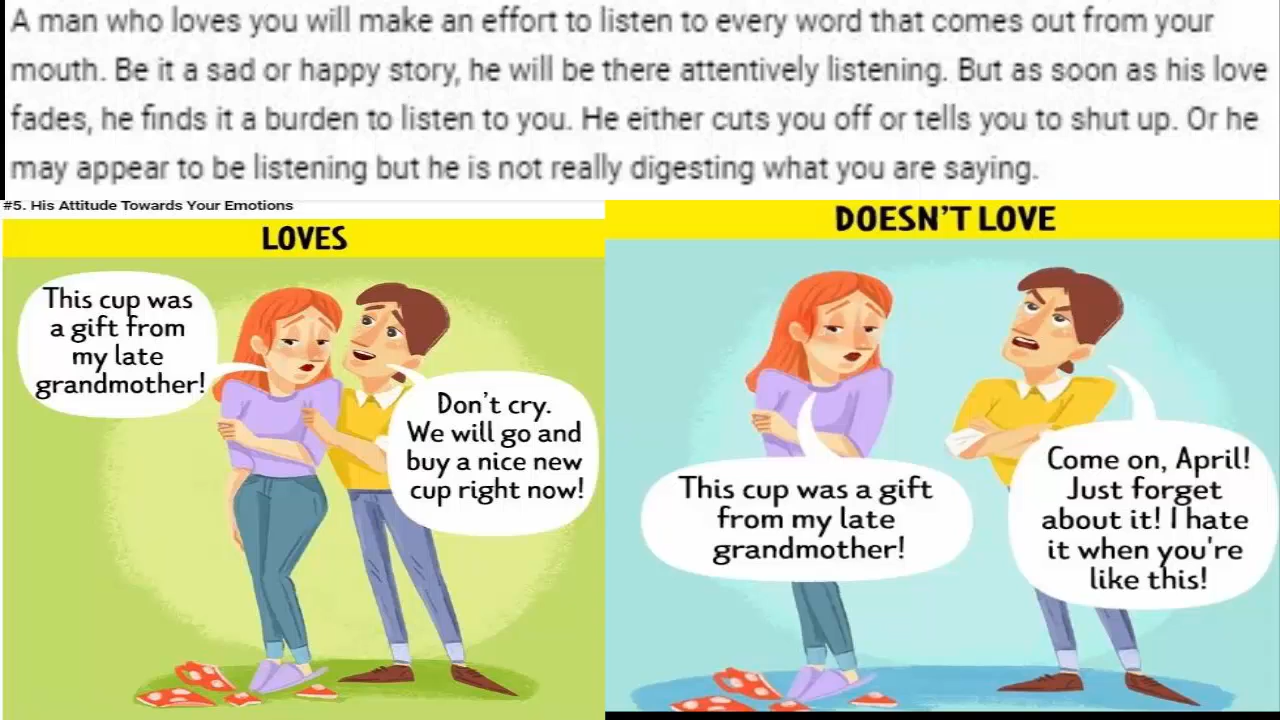 A man who loves you will make an effort to listen to every word that comes out from your
mouth. Be it a sad or happy story, he will be there attentively listening. But as soon as his love
fades, he finds it a burden to listen to you. He either cuts you off or tells you to shut up. Or he
may appear to be listening but he is not really digesting what you are saying.
#5. His Attitude Towards Your Emotions
LOVES
This cup was
a gift from
my late
grandmother!
Don't cry.
We will go and
buy a nice new
cup right now!
DOESN'T LOVE
This cup was a gift
from my late
grandmother!
Come on, April!
Just forget
about it! I hate
it when you're
like this!